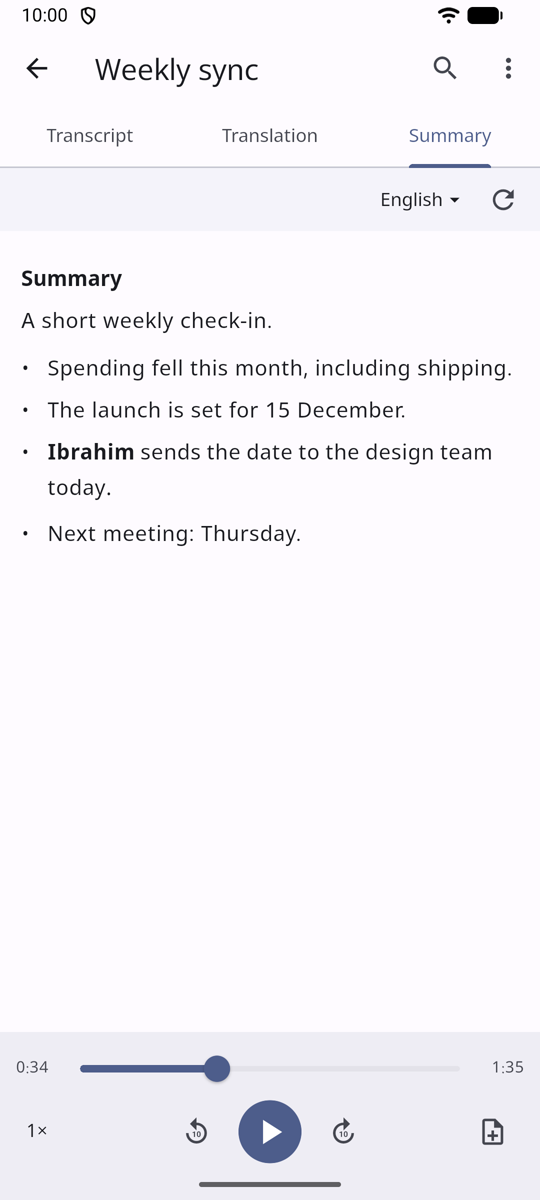 10:00
Weekly sync
Transcript Translation Summary
English
Summary
A short weekly check-in.
• Spending fell this month, including shipping.
• The launch is set for 15 December.
• Ibrahim sends the date to the design team
today.
• Next meeting: Thursday.
0:34 1:35
1× 10 10